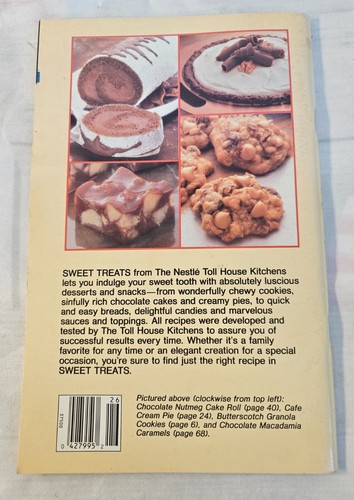 SWEET TREATS from The Nestlé Toll House Kitchens
lets you indulge your sweet tooth with absolutely luscious
desserts and snacks—from wonderfully chewy cookies,
sinfully rich chocolate cakes and creamy pies, to quick
and easy breads, delightful candies and marvelous
sauces and toppings. All recipes were developed and
tested by The Toll House Kitchens to assure you of
successful results every time. Whether it's a family
favorite for any time or an elegant creation for a special
occasion, you're sure to find just the right recipe in
SWEET TREATS.
26
37100
0 427995 2
Pictured above (clockwise from top left):
Chocolate Nutmeg Cake Roll (page 40), Cafe
Cream Pie (page 24), Butterscotch Granola
Cookies (page 6), and Chocolate Macadamia
Caramels (page 68).